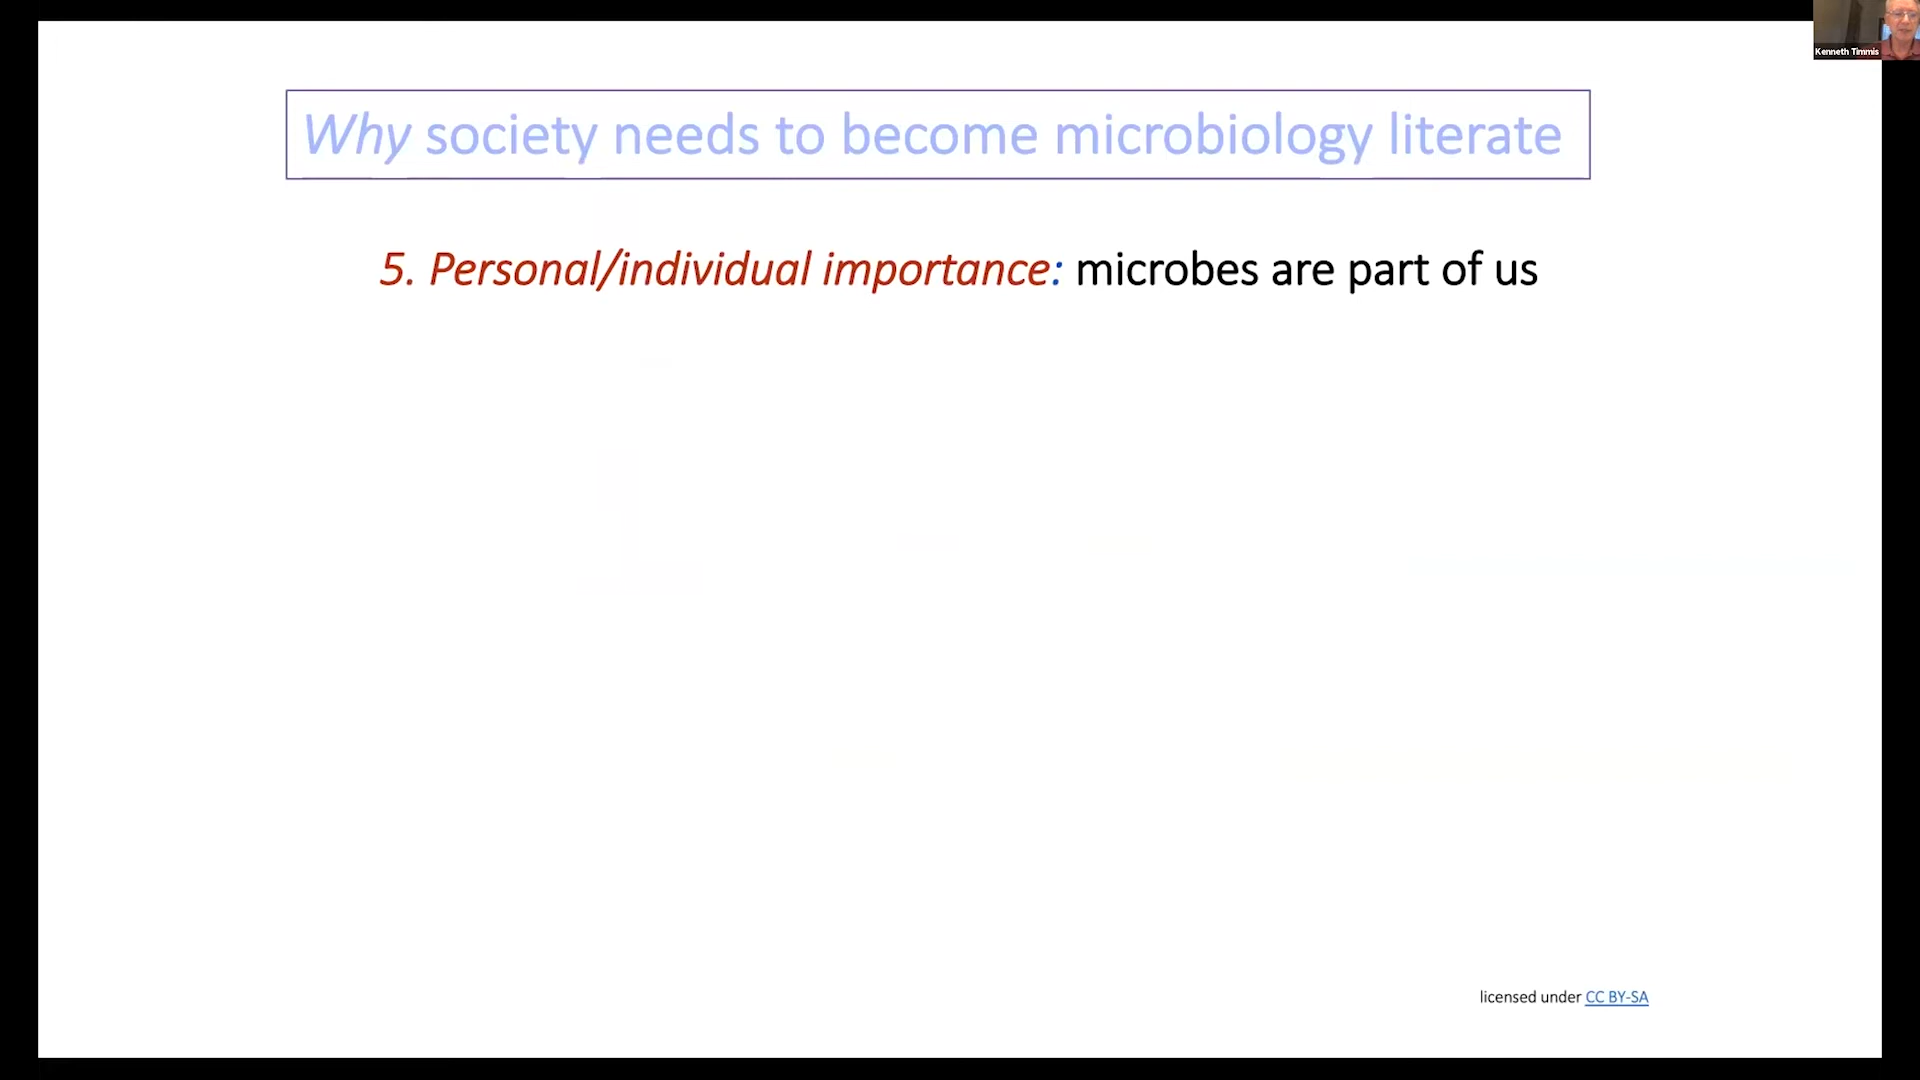 Kenneth Timmis
Why society needs to become microbiology literate
5. Personal/individual importance: microbes are part of us
licensed under CC BY-SA